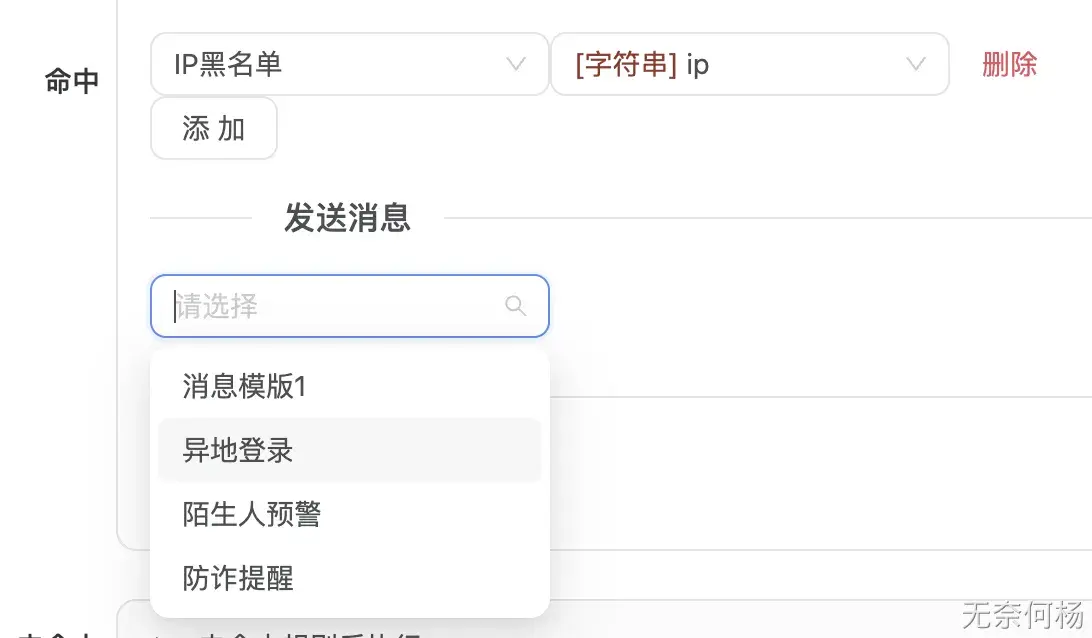 命中
IP黑名单
[字符串] ip
删除
添 加
发送消息
请选择
消息模版1
异地登录
陌生人预警
防诈提醒
无奈何杨